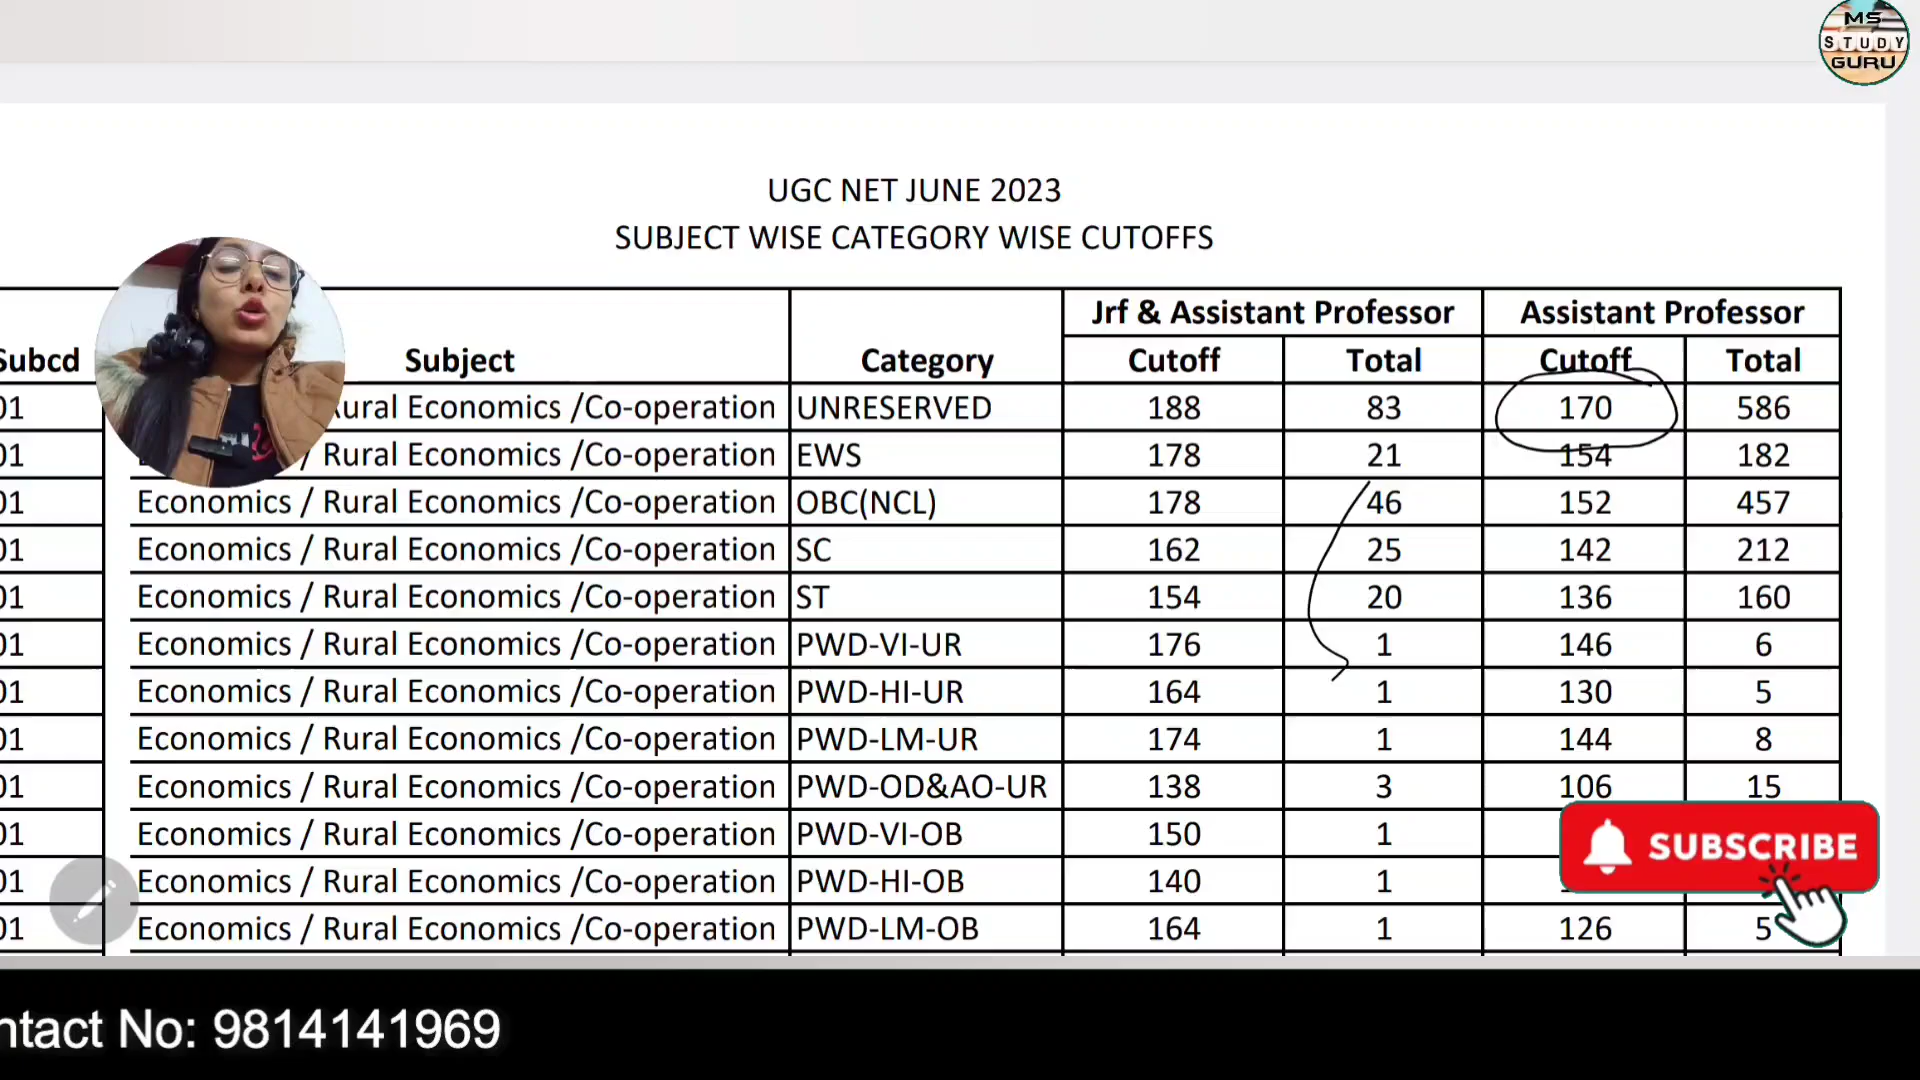 MS
STUDY
GURU
UGC NET JUNE 2023
SUBJECT WISE CATEGORY WISE CUTOFFS
Jrf & Assistant Professor Assistant Professor
Subcd Subject Category Cutoff Total Cutoff Total
01 Rural Economics /Co-operation UNRESERVED 188 83 170 586
01 / Rural Economics /Co-operation EWS 178 21 154 182
01 Economics / Rural Economics /Co-operation OBC(NCL) 178 46 152 457
01 Economics / Rural Economics /Co-operation SC 162 25 142 212
01 Economics / Rural Economics /Co-operation ST 154 20 136 160
01 Economics / Rural Economics /Co-operation PWD-VI-UR 176 1 146 6
01 Economics / Rural Economics /Co-operation PWD-HI-UR 164 1 130 5
01 Economics / Rural Economics /Co-operation PWD-LM-UR 174 1 144 8
01 Economics / Rural Economics /Co-operation PWD-OD&AO-UR 138 3 106 15
01 Economics / Rural Economics /Co-operation PWD-VI-OB 150 1
SUBSCRIBE
01 Economics / Rural Economics /Co-operation PWD-HI-OB 140 1
01 Economics / Rural Economics /Co-operation PWD-LM-OB 164 1 126 5
ntact No: 9814141969